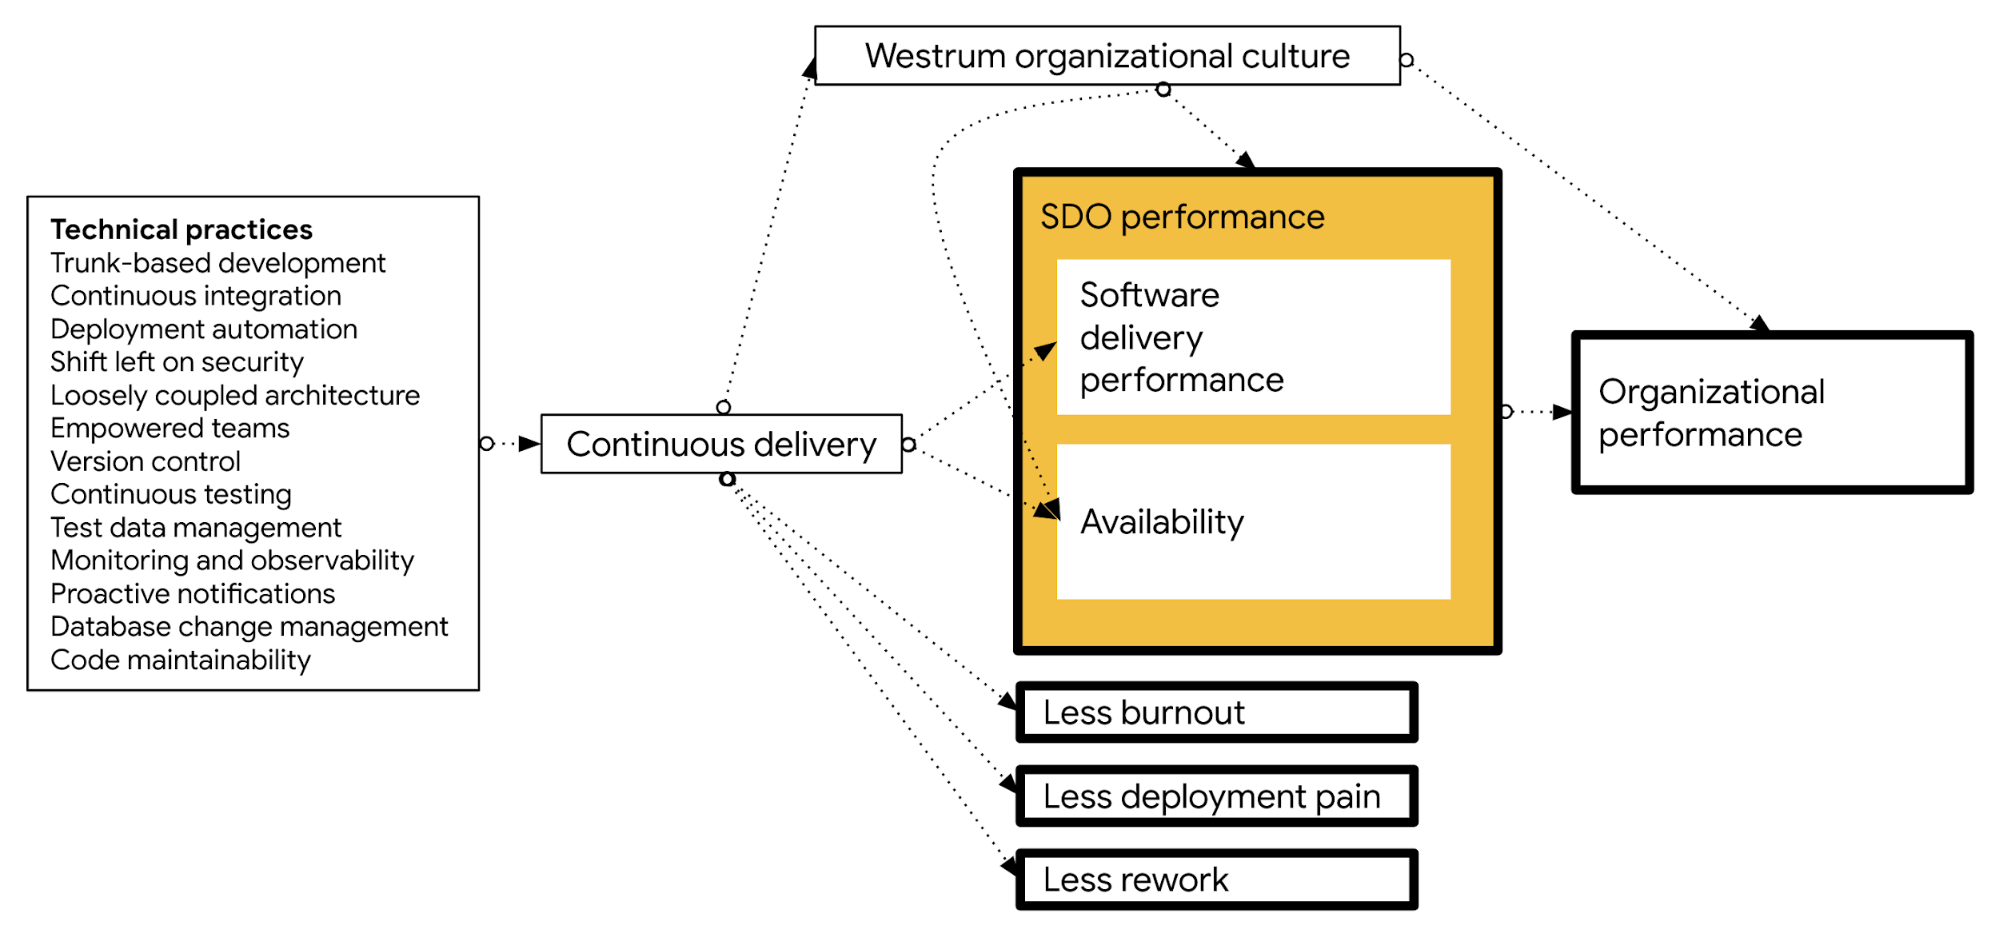 Westrum organizational culture
Technical practices
Trunk-based development
Continuous integration
Deployment automation
Shift left on security
Loosely coupled architecture
Empowered teams
Version control
Continuous testing
Test data management
Monitoring and observability
Proactive notifications
Database change management
Code maintainability
Continuous delivery
SDO performance
Software
delivery
performance
Availability
Organizational
performance
Less burnout
Less deployment pain
Less rework